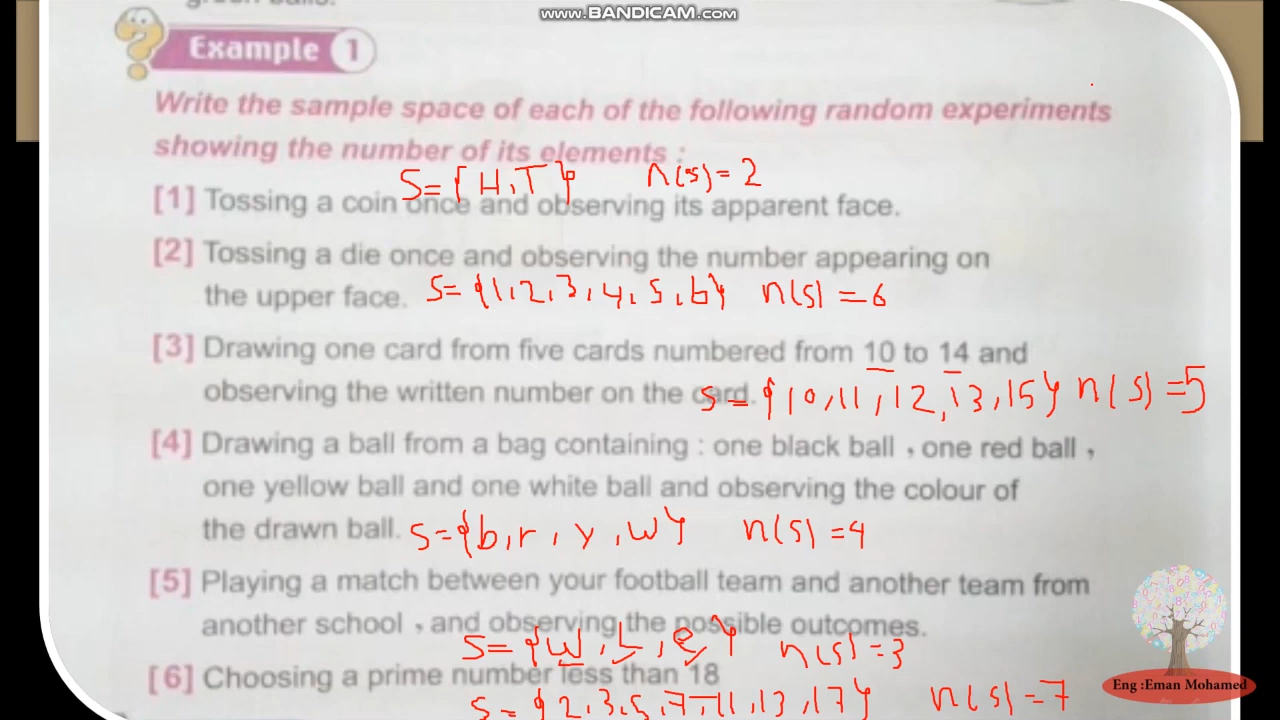 green balls.
www.BANDICAM.com
Example 1
Write the sample space of each of the following random experiments
showing the number of its elements :
S={H,T} n(s)=2
[1] Tossing a coin once and observing its apparent face.
[2] Tossing a die once and observing the number appearing on
the upper face. S={1,2,3,4,5,6} n(s)=6
[3] Drawing one card from five cards numbered from 10 to 14 and
observing the written number on the card. S={10,11,12,13,15} n(s)=5
[4] Drawing a ball from a bag containing : one black ball , one red ball ,
one yellow ball and one white ball and observing the colour of
the drawn ball. S={b,r,y,w} n(s)=4
[5] Playing a match between your football team and another team from
another school , and observing the possible outcomes.
S={W,L,e} n(s)=3
[6] Choosing a prime number less than 18
S={2,3,5,7,11,13,17} n(s)=7
Eng :Eman Mohamed